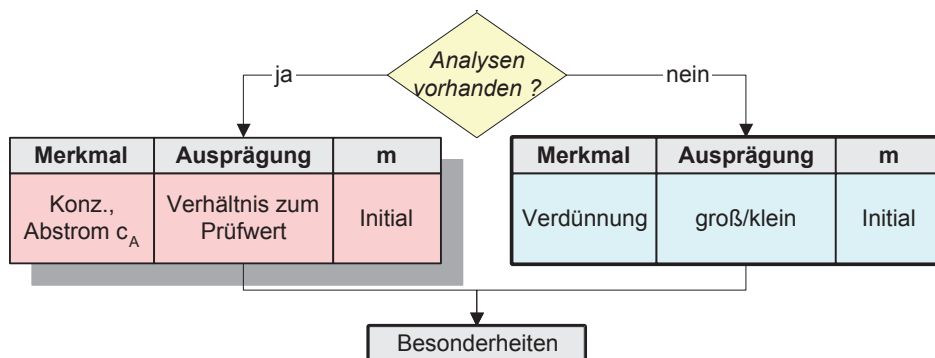 Analysen
vorhanden ?
ja
nein
Merkmal Ausprägung m
Konz.,
Abstrom cA
Verhältnis zum
Prüfwert
Initial
Merkmal Ausprägung m
Verdünnung groß/klein Initial
Besonderheiten